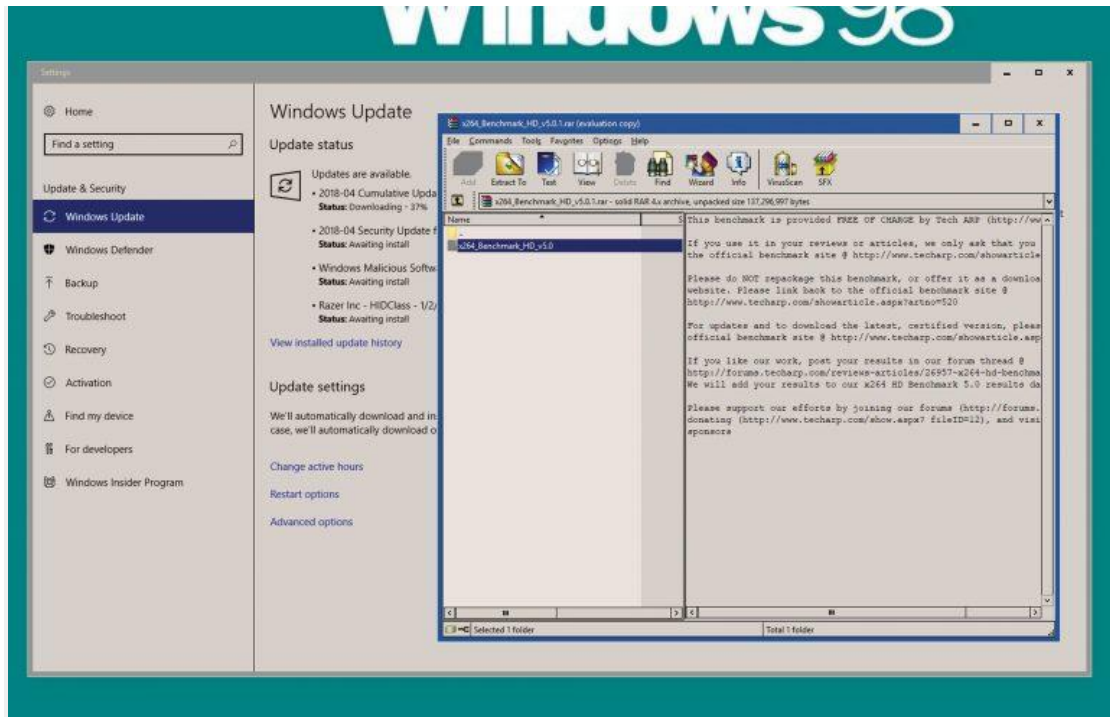 Windows 98
Settings
Home
Find a setting
Update & Security
Windows Update
Windows Defender
Backup
Troubleshoot
Recovery
Activation
Find my device
For developers
Windows Insider Program
Windows Update
Update status
Updates are available.
• 2018-04 Cumulative Upda
Status: Downloading - 37%
• 2018-04 Security Update f
Status: Awaiting install
• Windows Malicious Softw
Status: Awaiting install
• Razer Inc - HIDClass - 1/2/
Status: Awaiting install
View installed update history
Update settings
We'll automatically download and in
case, we'll automatically download o
Change active hours
Restart options
Advanced options
x264_Benchmark_HD_v5.0.1.rar (evaluation copy)
File Commands Tools Favorites Options Help
Add Extract To Test View Delete Find Wizard Info VirusScan SFX
x264_Benchmark_HD_v5.0.1.rar - solid RAR 4.x archive, unpacked size 137,296,997 bytes
Name S
..
x264_Benchmark_HD_v5.0
This benchmark is provided FREE OF CHARGE by Tech ARP (http://ww
If you use it in your reviews or articles, we only ask that you
the official benchmark site @ http://www.techarp.com/showarticle
Please do NOT repackage this benchmark, or offer it as a downloa
website. Please link back to the official benchmark site @
http://www.techarp.com/showarticle.aspx?artno=520
For updates and to download the latest, certified version, pleas
official benchmark site @ http://www.techarp.com/showarticle.asp
If you like our work, post your results in our forum thread @
http://forums.techarp.com/reviews-articles/26957-x264-hd-benchma
We will add your results to our x264 HD Benchmark 5.0 results da
Please support our efforts by joining our forums (http://forums.
donating (http://www.techarp.com/show.aspx? fileID=12), and visi
sponsors
Selected 1 folder
Total 1 folder